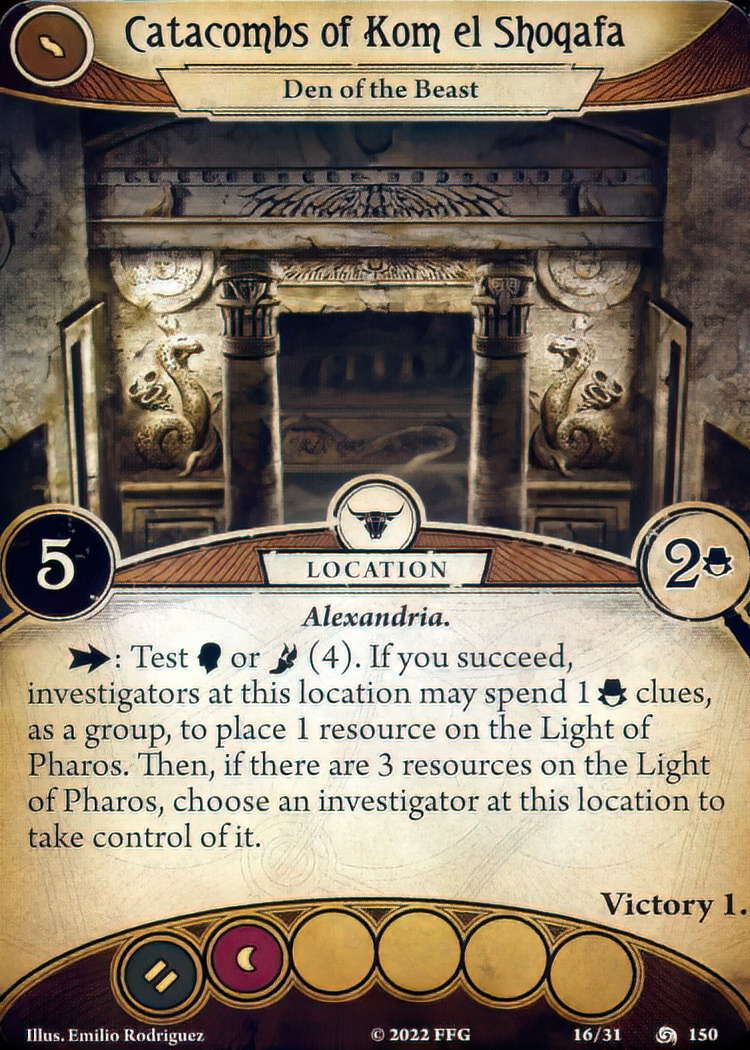 Catacombs of Kom el Shoqafa
Den of the Beast
5
2
LOCATION
Alexandria.
: Test or (4). If you succeed,
investigators at this location may spend 1 clues,
as a group, to place 1 resource on the Light of
Pharos. Then, if there are 3 resources on the Light
of Pharos, choose an investigator at this location to
take control of it.
Victory 1.
Illus. Emilio Rodriguez © 2022 FFG 16/31 150